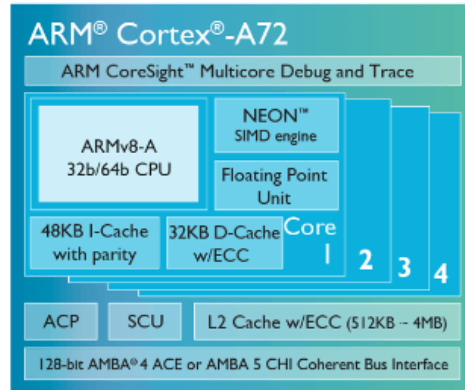 ARM® Cortex®-A72
ARM CoreSight™ Multicore Debug and Trace
ARMv8-A
32b/64b CPU
NEON™
SIMD engine
Floating Point
Unit
48KB I-Cache
with parity
32KB D-Cache
w/ECC
Core
1
2
3
4
ACP
SCU
L2 Cache w/ECC (512KB ~ 4MB)
128-bit AMBA® 4 ACE or AMBA 5 CHI Coherent Bus Interface